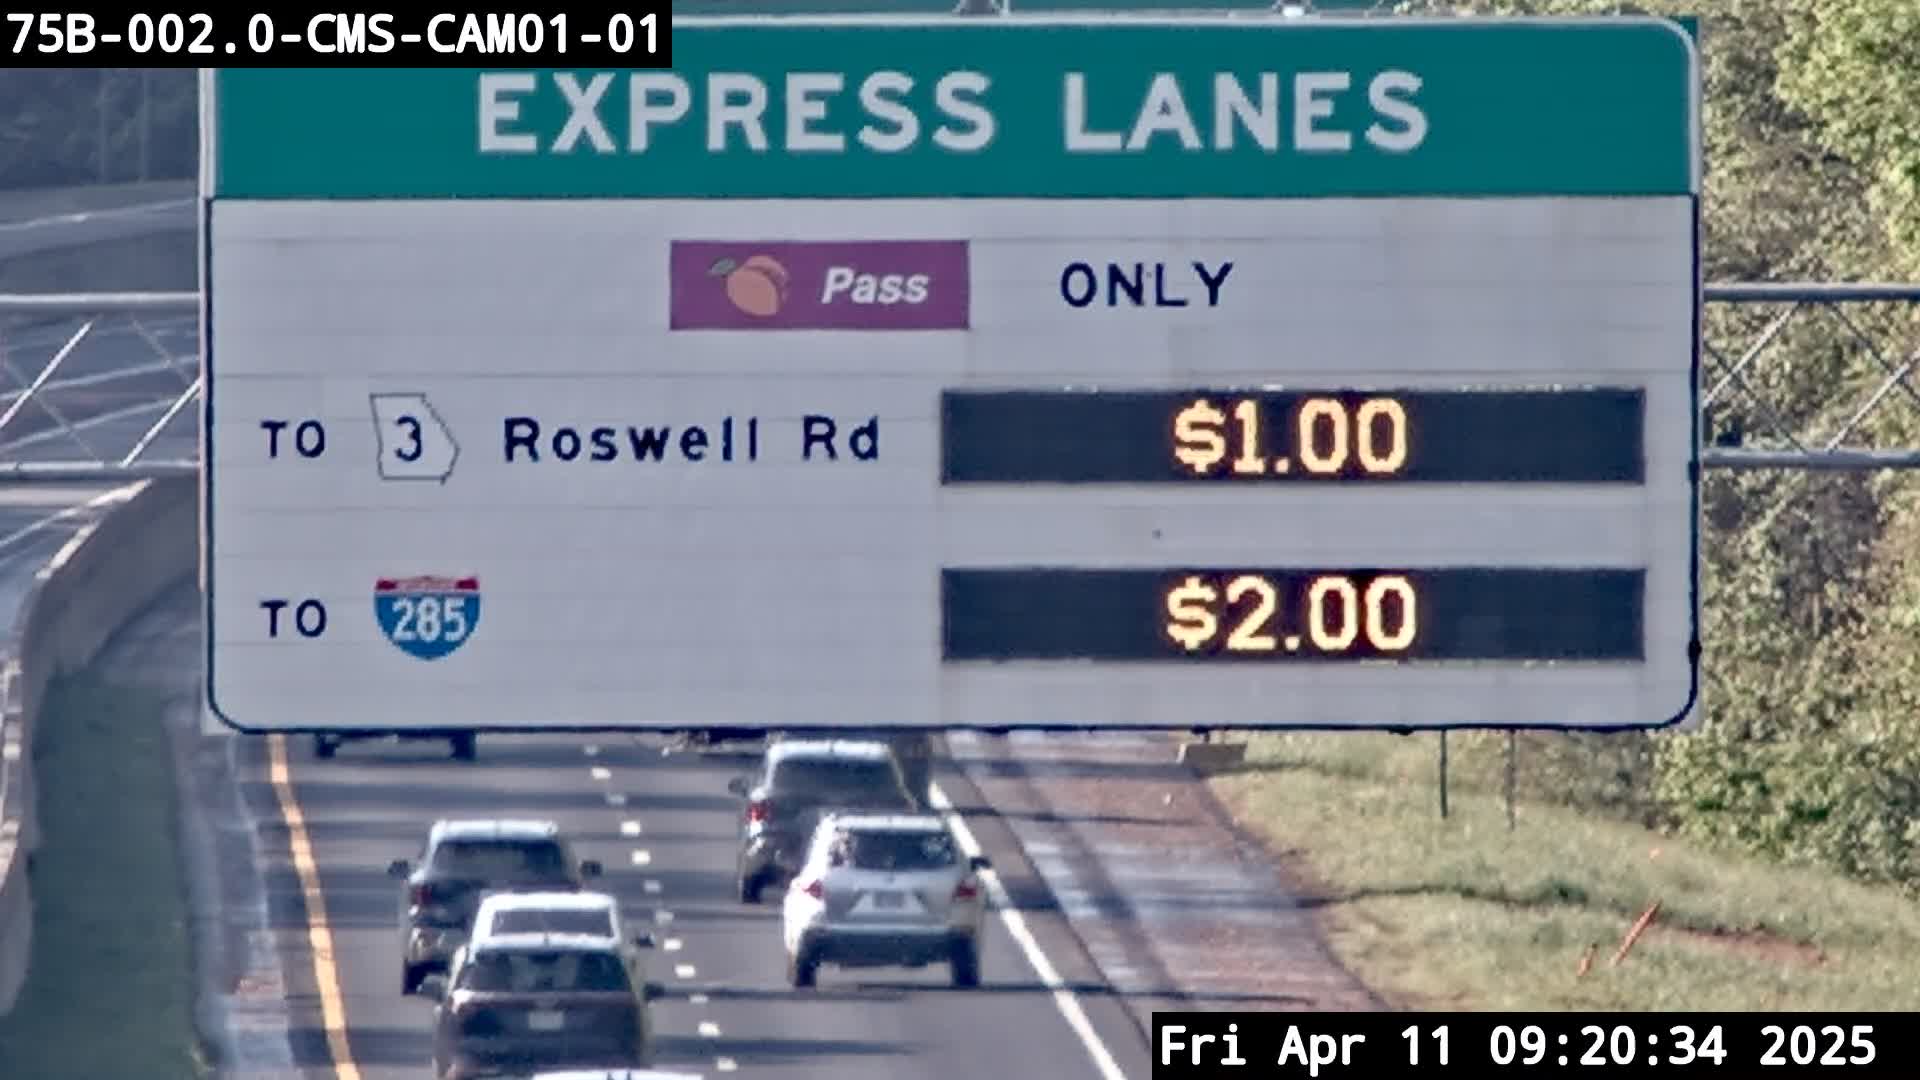 75B-002.0-CMS-CAM01-01
EXPRESS LANES
Pass ONLY
TO 3 Roswell Rd $1.00
TO 285 $2.00
Fri Apr 11 09:20:34 2025